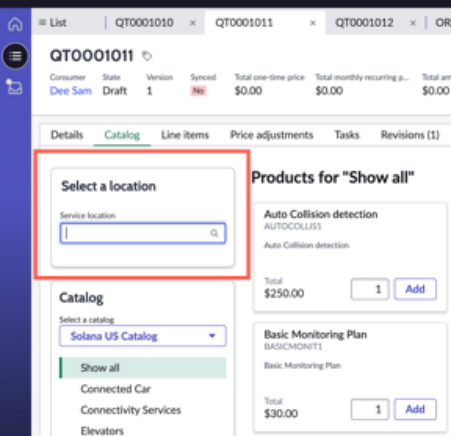 List QT0001010 × QT0001011 × QT0001012 × OR
QT0001011
Consumer State Version Synced Total one-time price Total monthly recurring p... Total am
Dee Sam Draft 1 No $0.00 $0.00 $0.00
Details Catalog Line items Price adjustments Tasks Revisions (1)
Select a location
Service location
Products for "Show all"
Auto Collision detection
AUTOCOLLIS1
Auto Collision detection
Total
$250.00 1 Add
Catalog
Select a catalog
Solana US Catalog
Show all
Connected Car
Connectivity Services
Elevators
Basic Monitoring Plan
BASICMONIT1
Basic Monitoring Plan
Total
$30.00 1 Add